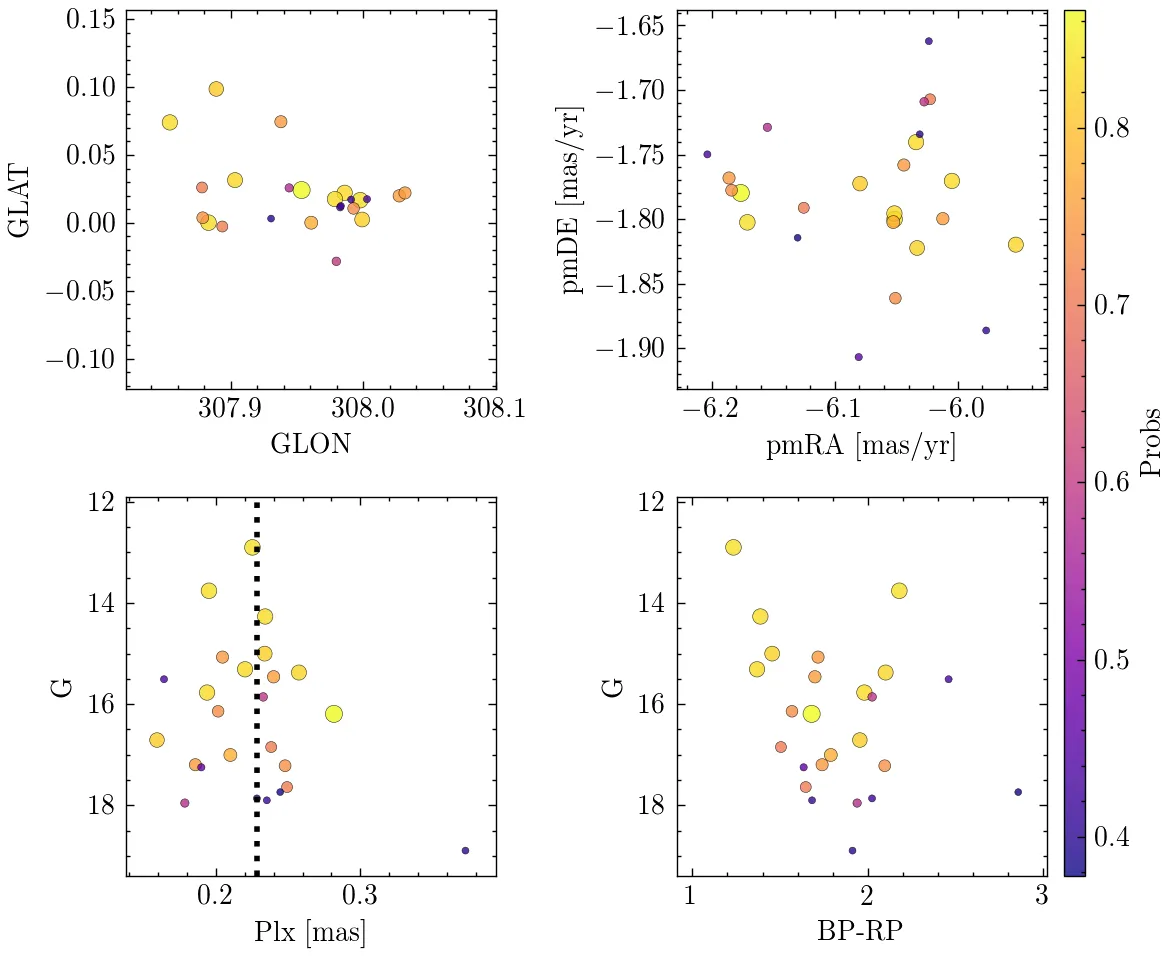 0.15
0.10
0.05
0.00
−0.05
−0.10
GLAT
307.9 308.0 308.1
GLON
−1.65
−1.70
−1.75
−1.80
−1.85
−1.90
pmDE [mas/yr]
−6.2 −6.1 −6.0
pmRA [mas/yr]
0.8
0.7
0.6
0.5
0.4
Probs
12
14
16
18
G
0.2 0.3
Plx [mas]
12
14
16
18
G
1 2 3
BP-RP